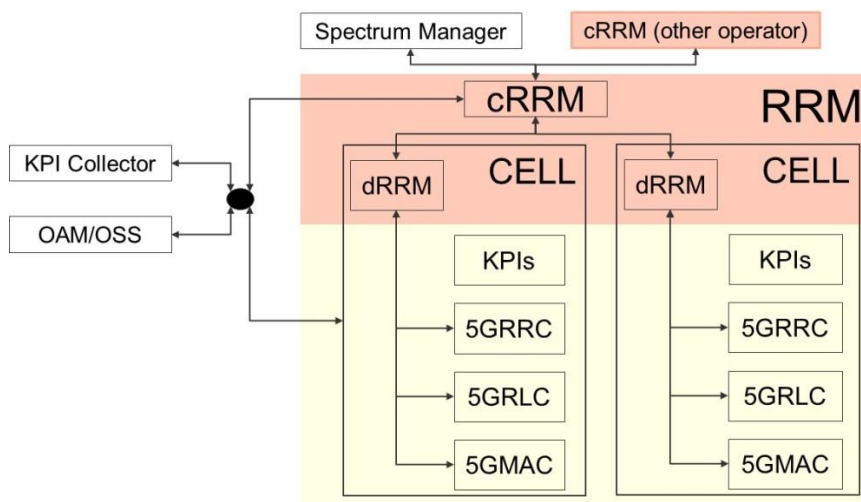 Spectrum Manager
cRRM (other operator)
cRRM
RRM
KPI Collector
OAM/OSS
dRRM
CELL
KPIs
5GRRC
5GRLC
5GMAC
dRRM
CELL
KPIs
5GRRC
5GRLC
5GMAC